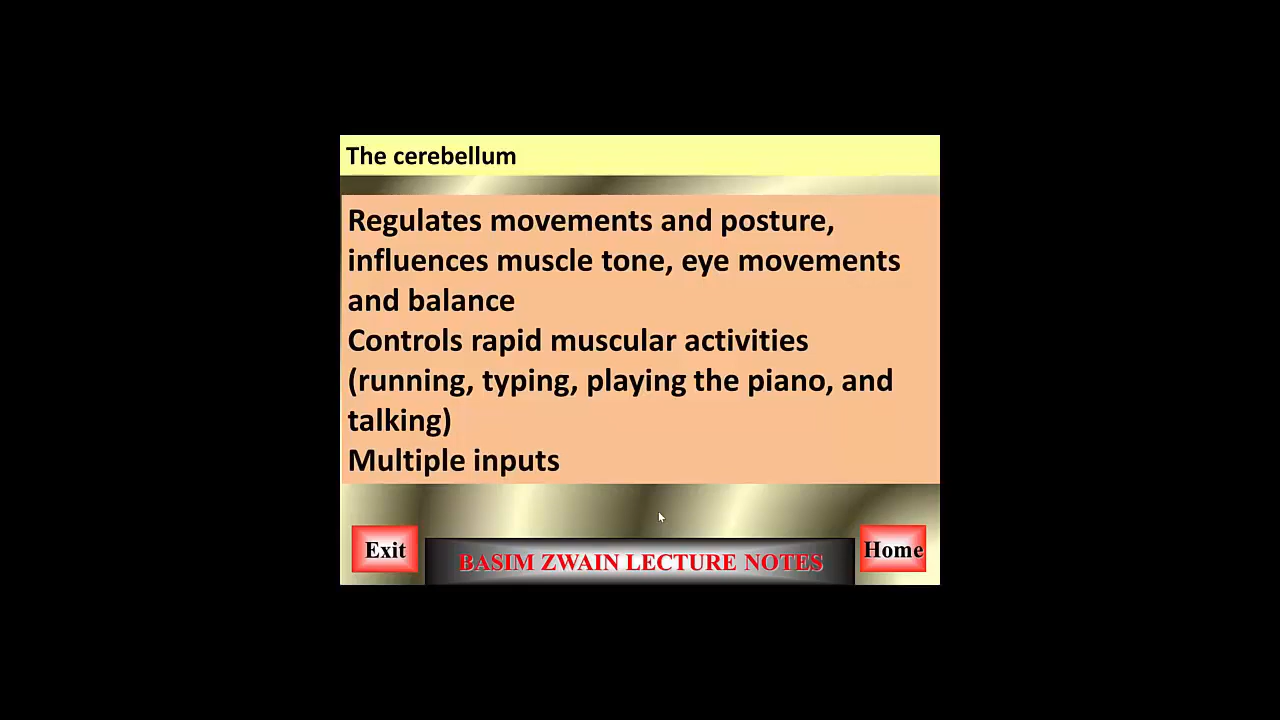 The cerebellum
Regulates movements and posture,
influences muscle tone, eye movements
and balance
Controls rapid muscular activities
(running, typing, playing the piano, and
talking)
Multiple inputs
Exit
BASIM ZWAIN LECTURE NOTES
Home